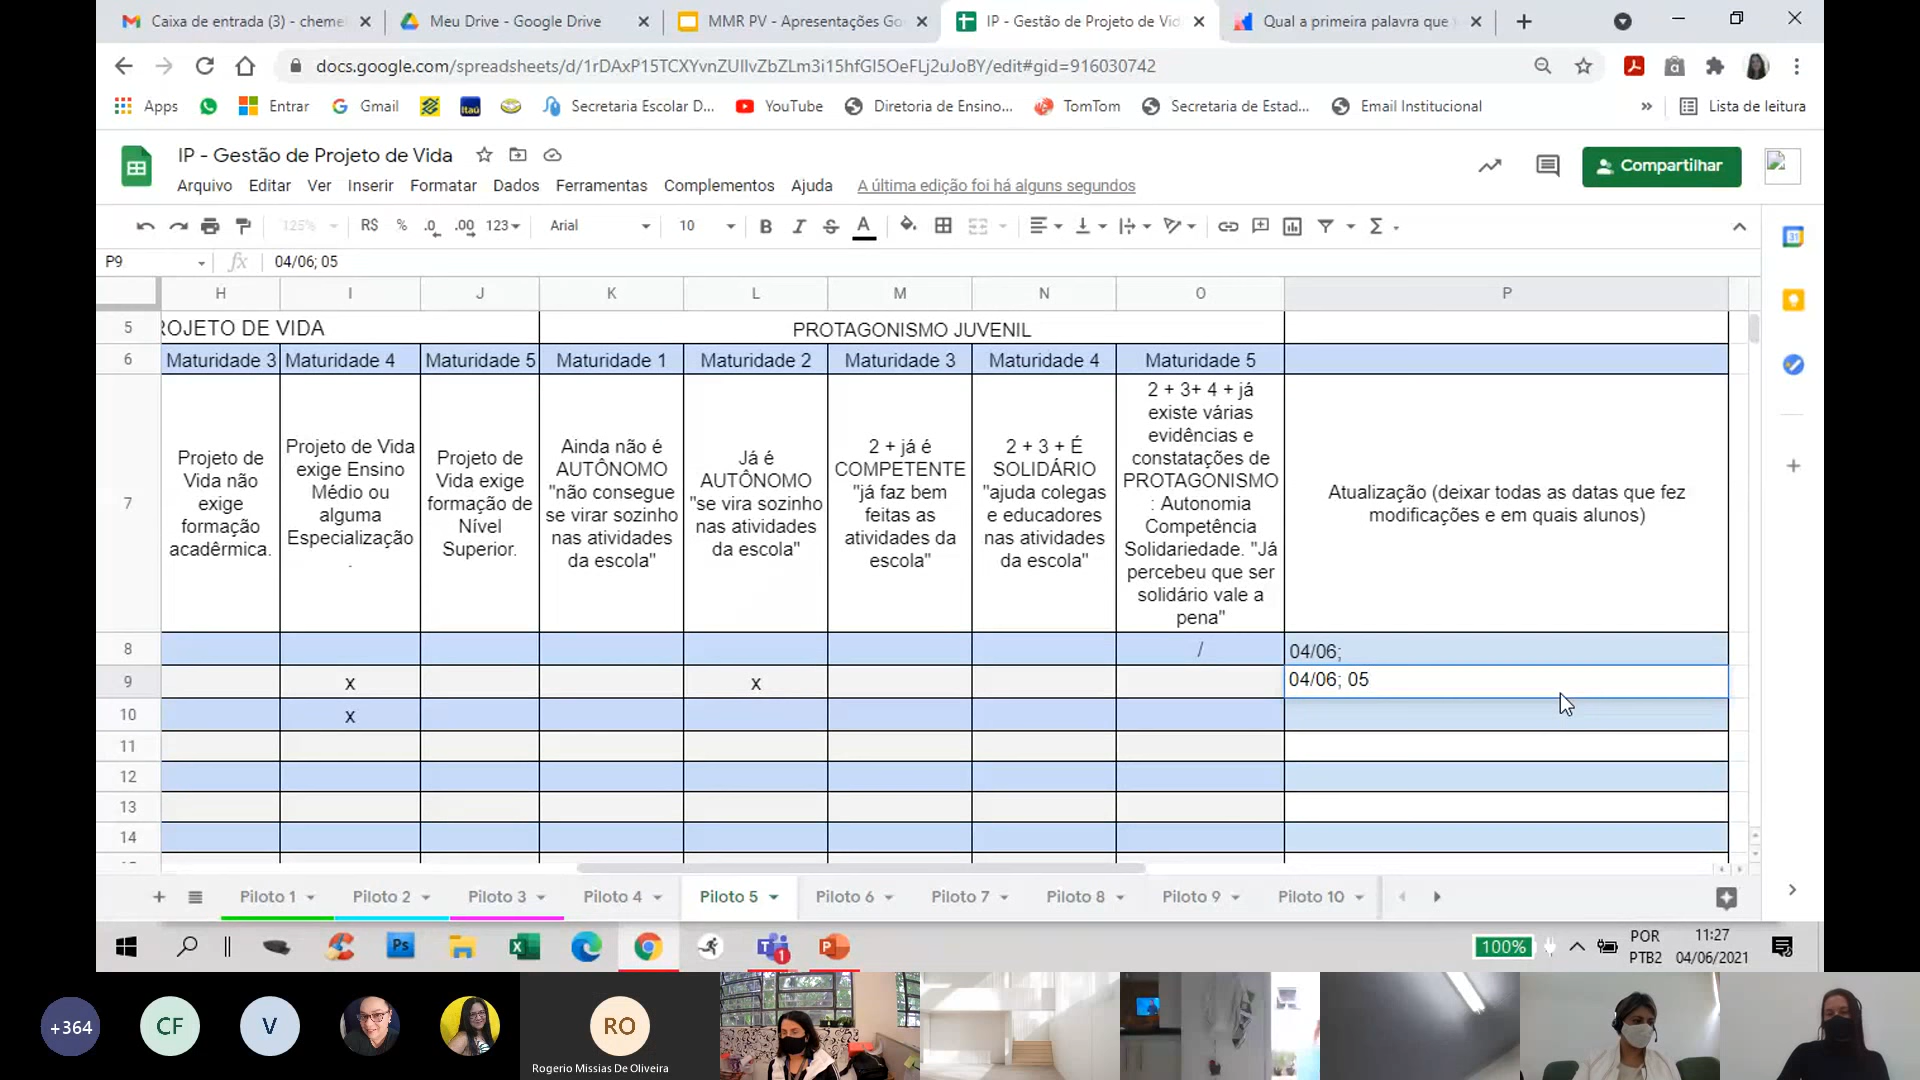 Caixa de entrada (3) - cheme
Meu Drive - Google Drive
MMR PV - Apresentações Go
IP - Gestão de Projeto de Vid
Qual a primeira palavra que
docs.google.com/spreadsheets/d/1rDAxP15TCXYvnZUIlvZbZLm3i15hfGI5OeFLj2uJoBY/edit#gid=916030742
Apps
Entrar
Gmail
Itaú
Secretaria Escolar D...
YouTube
Diretoria de Ensino...
TomTom
Secretaria de Estad...
Email Institucional
Lista de leitura
IP - Gestão de Projeto de Vida
Compartilhar
Arquivo Editar Ver Inserir Formatar Dados Ferramentas Complementos Ajuda A última edição foi há alguns segundos
125% R$ % .0 .00 123 Arial 10 B I S A
P9 fx 04/06; 05
H I J K L M N O P
5 ROJETO DE VIDA PROTAGONISMO JUVENIL
6 Maturidade 3 Maturidade 4 Maturidade 5 Maturidade 1 Maturidade 2 Maturidade 3 Maturidade 4 Maturidade 5
7
Projeto de
Vida não
exige
formação
acadêrmica.
Projeto de Vida
exige Ensino
Médio ou
alguma
Especialização
.
Projeto de
Vida exige
formação de
Nível
Superior.
Ainda não é
AUTÔNOMO
"não consegue
se virar sozinho
nas atividades
da escola"
Já é
AUTÔNOMO
"se vira sozinho
nas atividades
da escola"
2 + já é
COMPETENTE
"já faz bem
feitas as
atividades da
escola"
2 + 3 + É
SOLIDÁRIO
"ajuda colegas
e educadores
nas atividades
da escola"
2 + 3+ 4 + já
existe várias
evidências e
constatações de
PROTAGONISMO
: Autonomia
Competência
Solidariedade. "Já
percebeu que ser
solidário vale a
pena"
Atualização (deixar todas as datas que fez
modificações e em quais alunos)
8 / 04/06;
9 x x 04/06; 05
10 x
11
12
13
14
Piloto 1 Piloto 2 Piloto 3 Piloto 4 Piloto 5 Piloto 6 Piloto 7 Piloto 8 Piloto 9 Piloto 10
Ps
1
100%
POR
PTB2
11:27
04/06/2021
+364
CF
V
RO
Rogerio Missias De Oliveira